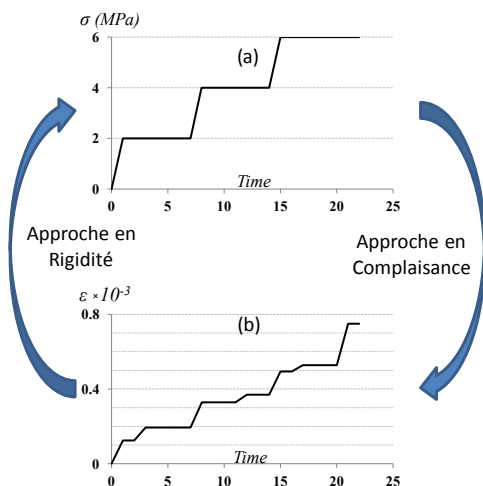 σ (MPa)
6
(a)
4
2
0
Time
0 5 10 15 20 25
Approche en
Rigidité
Approche en
Complaisance
ε ×10⁻³
0.8
(b)
0.4
0
Time
0 5 10 15 20 25